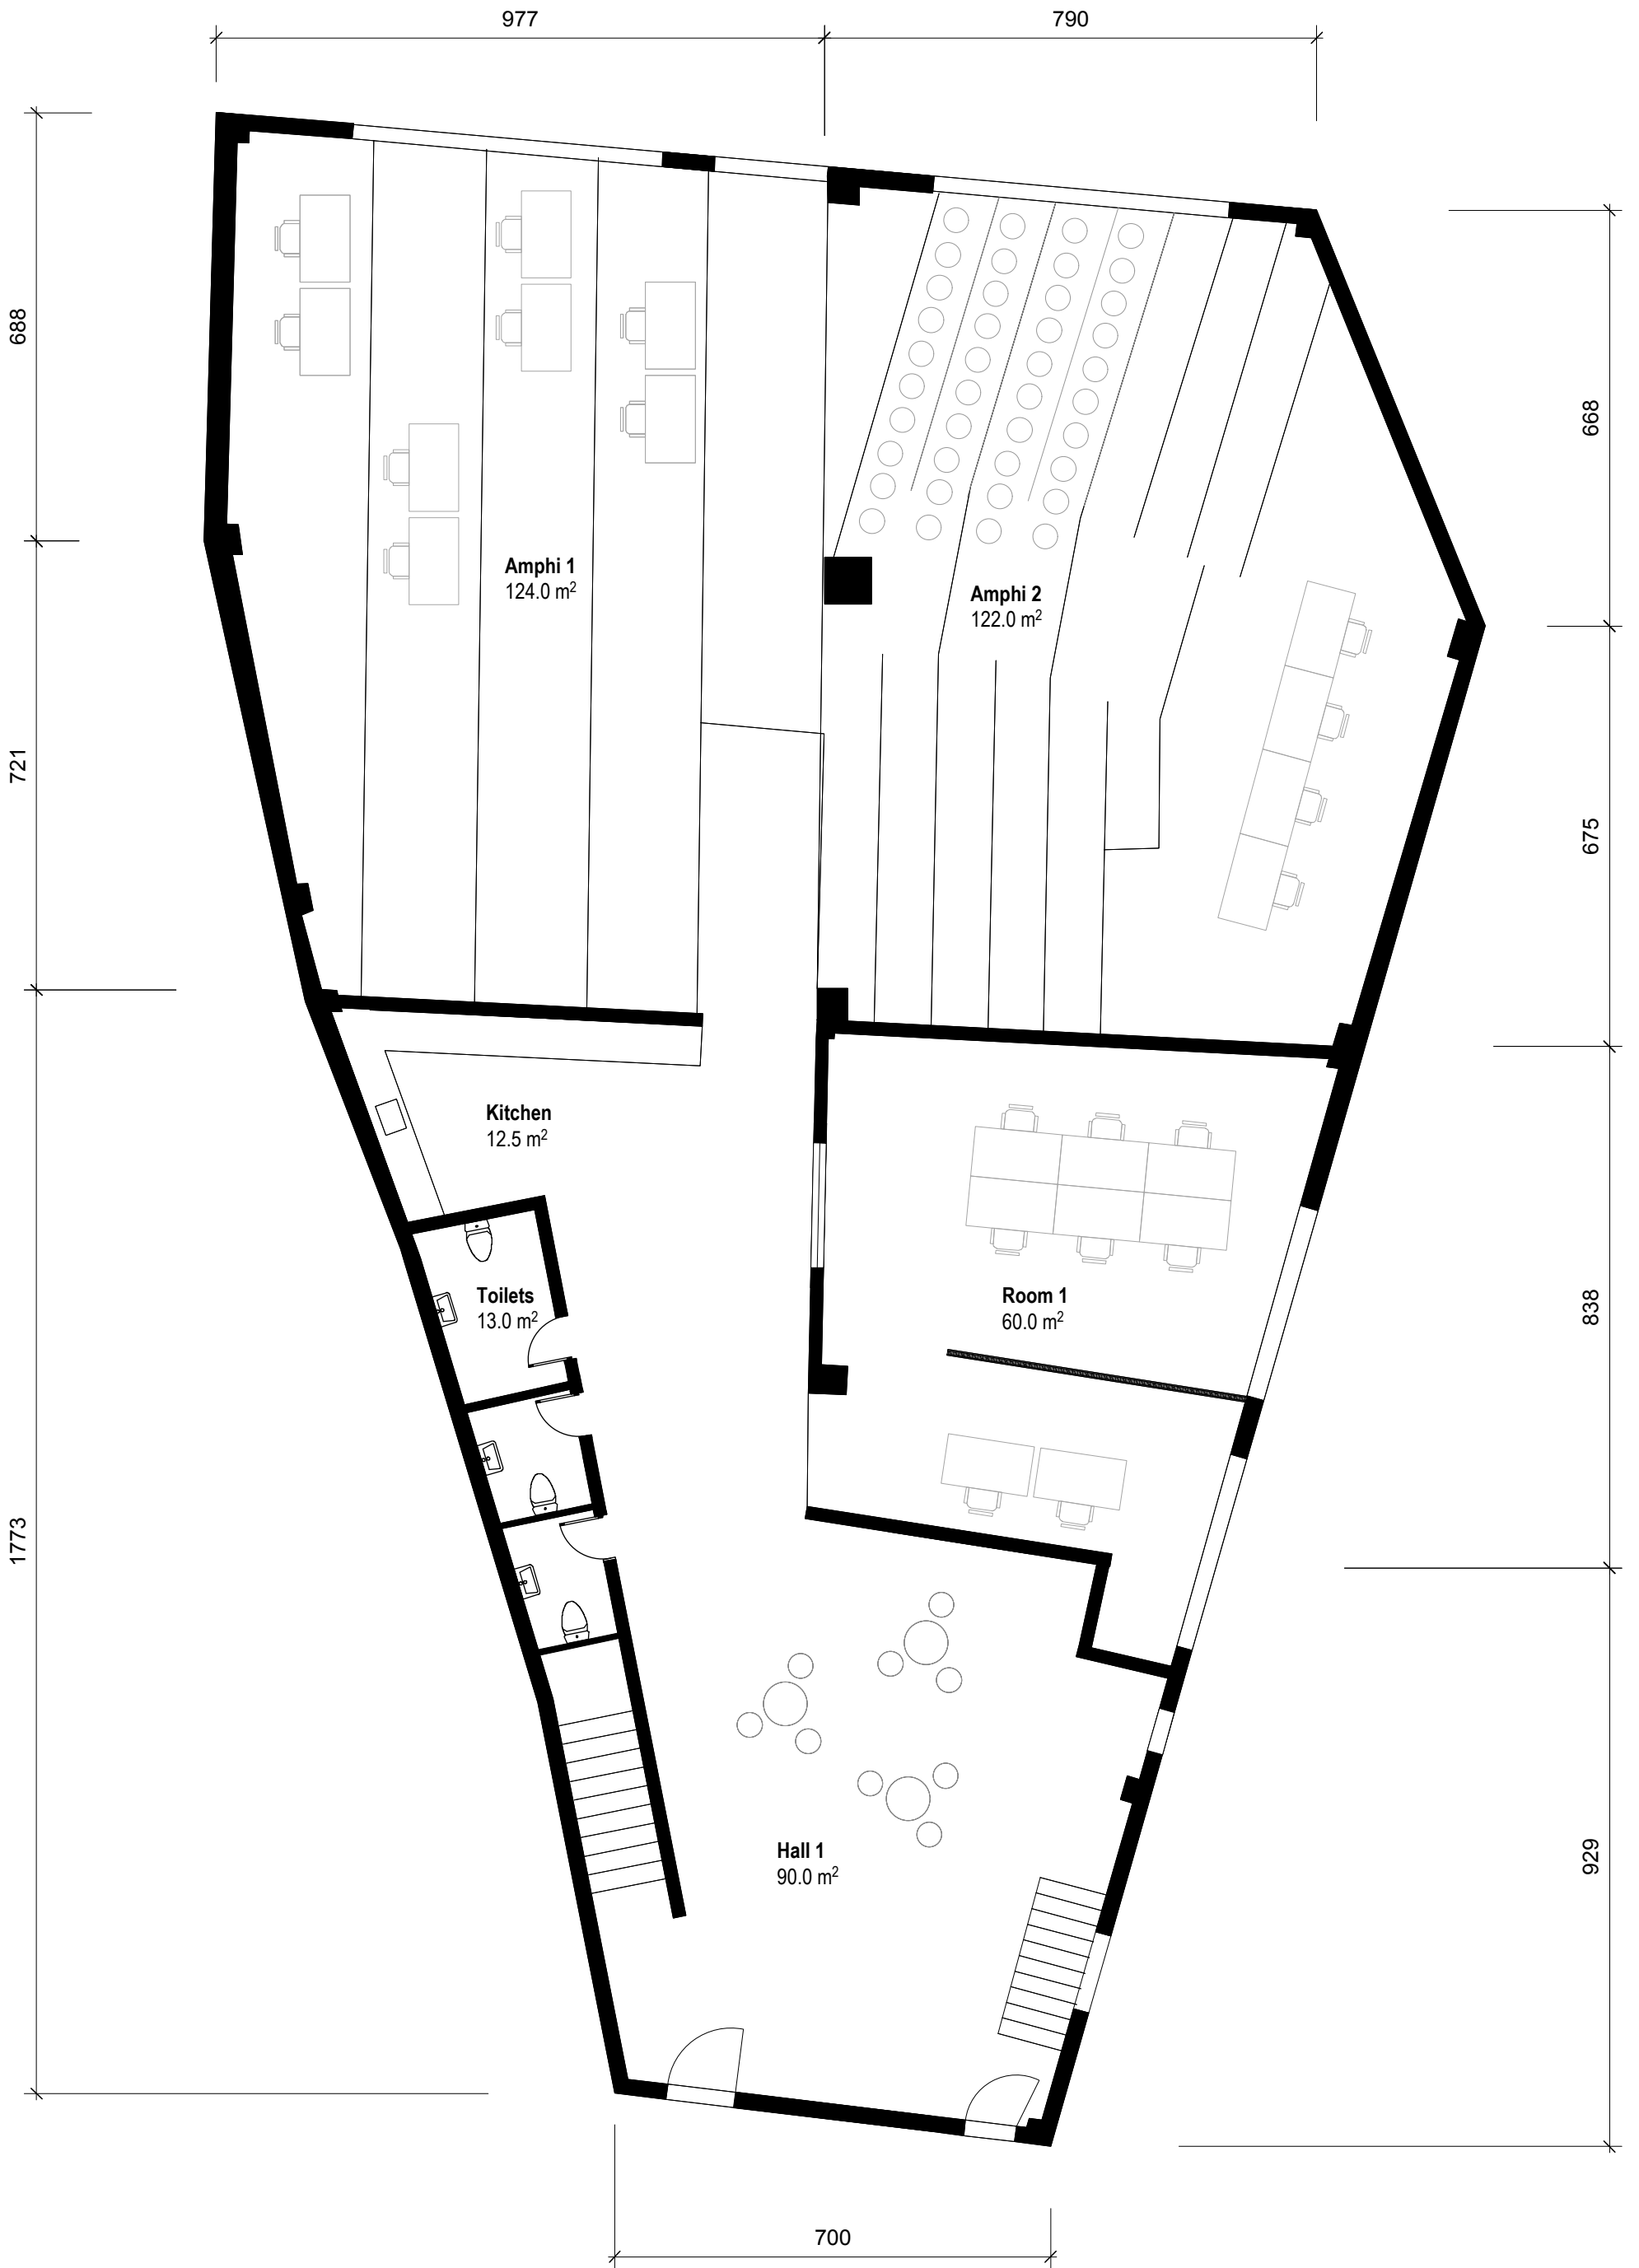 977
790
688
668
Amphi 1
124.0 m²
Amphi 2
122.0 m²
721
675
Kitchen
12.5 m²
Toilets
13.0 m²
Room 1
60.0 m²
838
1773
Hall 1
90.0 m²
929
700